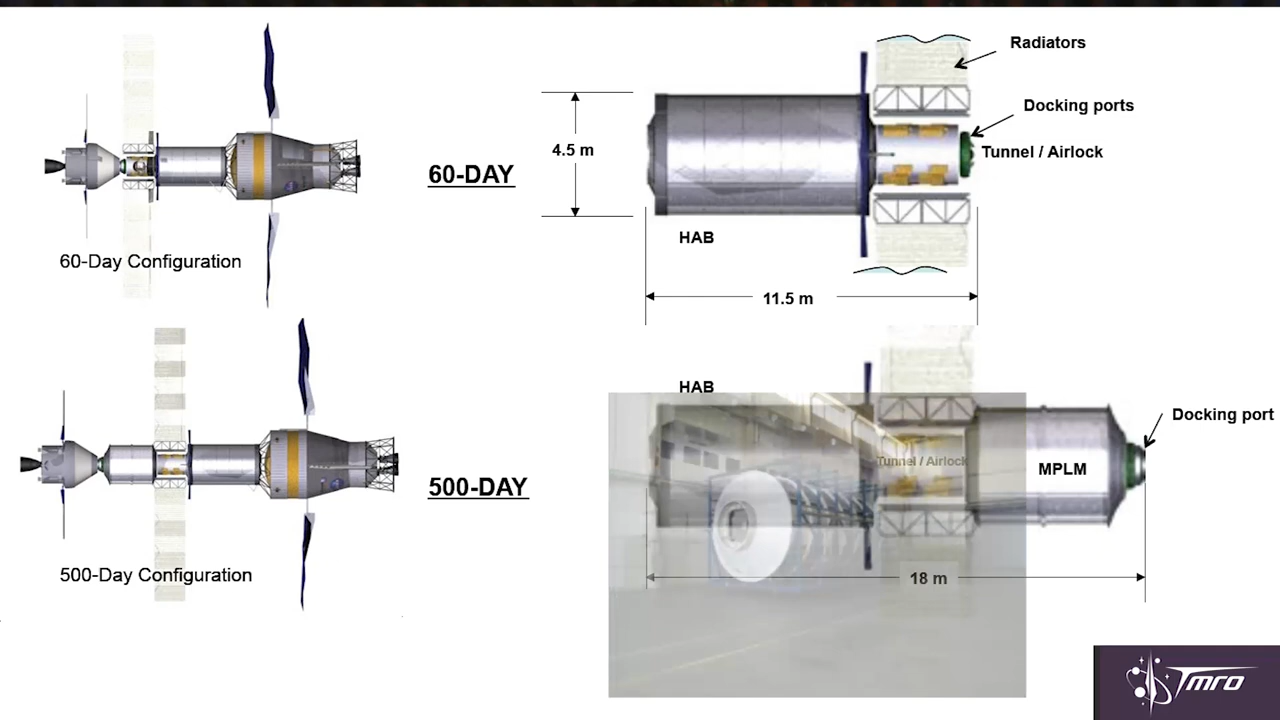 Radiators
Docking ports
Tunnel / Airlock
4.5 m
60-DAY
HAB
60-Day Configuration
11.5 m
HAB
Docking port
Tunnel / Airlock
MPLM
500-DAY
500-Day Configuration
18 m
TMRO